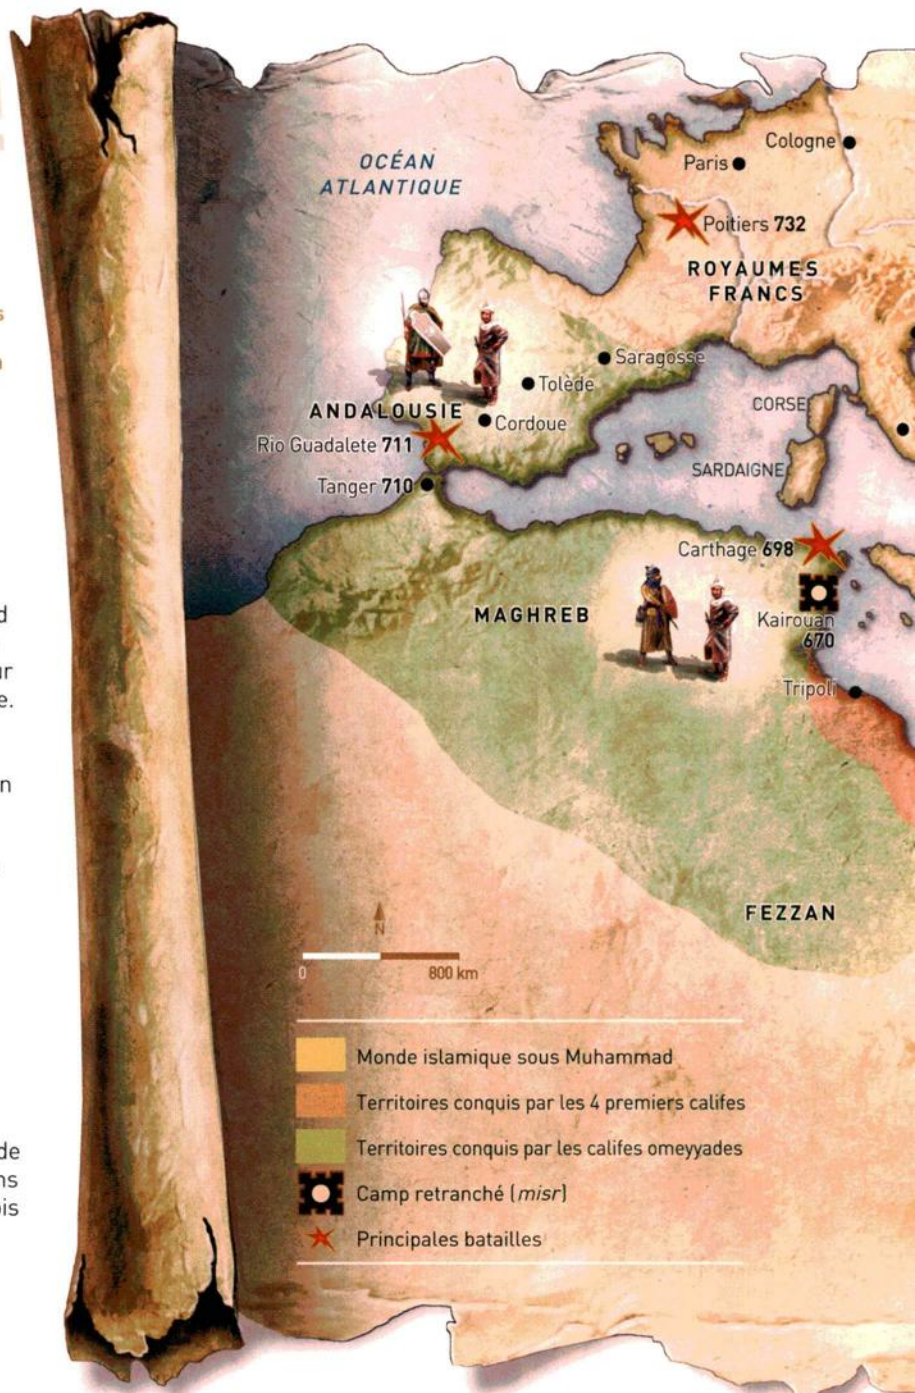 OCÉAN
ATLANTIQUE
Cologne
Paris
Poitiers 732
ROYAUMES
FRANCS
Saragosse
Tolède
ANDALOUSIE
Cordoue
CORSE
Rio Guadalete 711
SARDAIGNE
Tanger 710
Carthage 698
MAGHREB
Kairouan
670
Tripoli
FEZZAN
N
0 800 km
Monde islamique sous Muhammad
Territoires conquis par les 4 premiers califes
Territoires conquis par les califes omeyyades
Camp retranché (misr)
Principales batailles
de